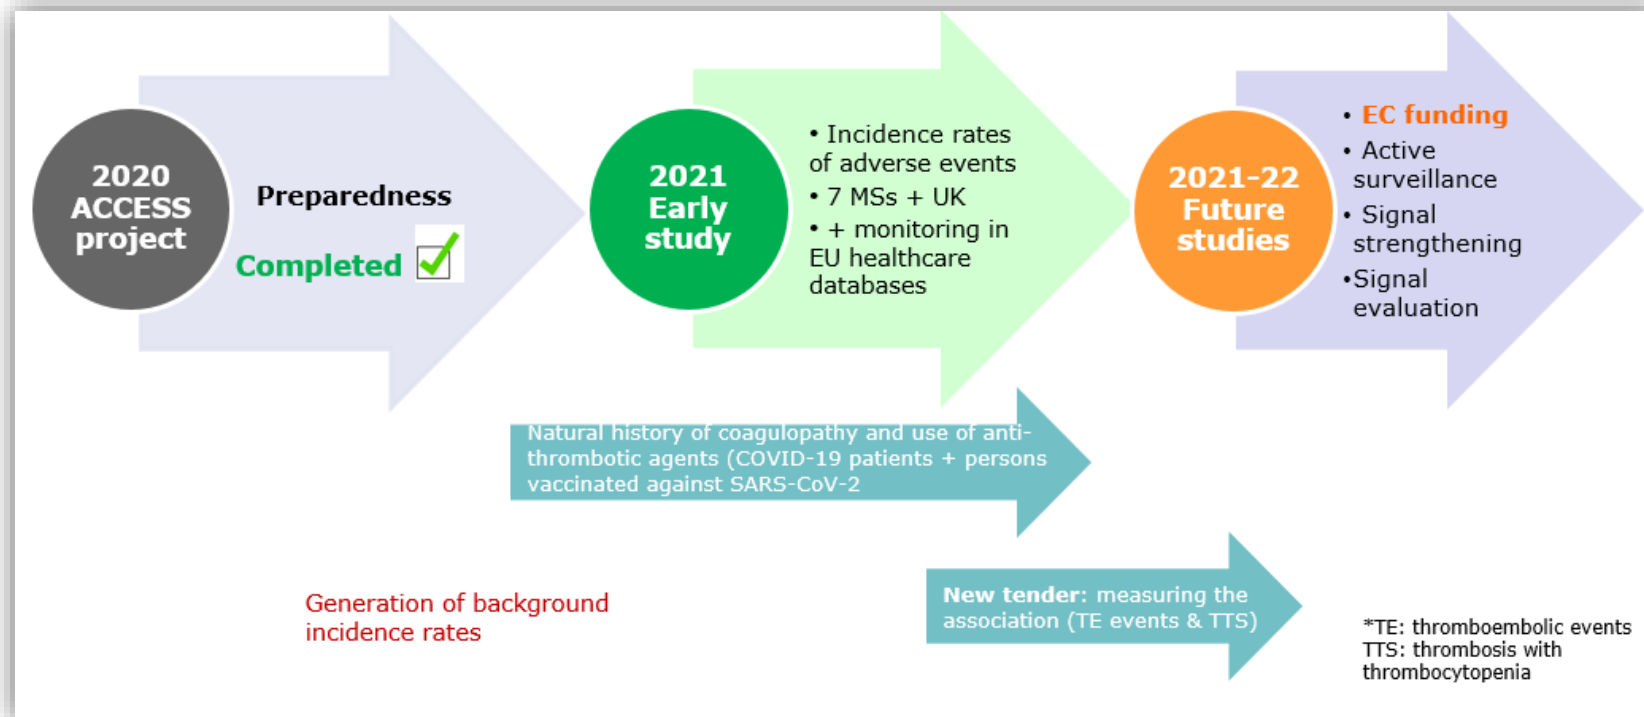 2020
ACCESS
project
Preparedness
Completed
2021
Early
study
• Incidence rates
of adverse events
• 7 MSs + UK
• + monitoring in
EU healthcare
databases
2021-22
Future
studies
• EC funding
• Active
surveillance
• Signal
strengthening
•Signal
evaluation
Natural history of coagulopathy and use of anti-
thrombotic agents (COVID-19 patients + persons
vaccinated against SARS-CoV-2
New tender: measuring the
association (TE events & TTS)
Generation of background
incidence rates
*TE: thromboembolic events
TTS: thrombosis with
thrombocytopenia